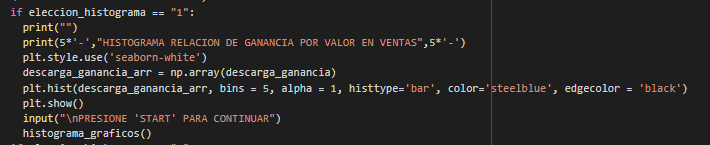 if eleccion_histograma == "1":
print("")
print(5*'-',"HISTOGRAMA RELACION DE GANANCIA POR VALOR EN VENTAS",5*'-')
plt.style.use('seaborn-white')
descarga_ganancia_arr = np.array(descarga_ganancia)
plt.hist(descarga_ganancia_arr, bins = 5, alpha = 1, histtype='bar', color='steelblue', edgecolor = 'black')
plt.show()
input("\nPRESIONE 'START' PARA CONTINUAR")
histograma_graficos()